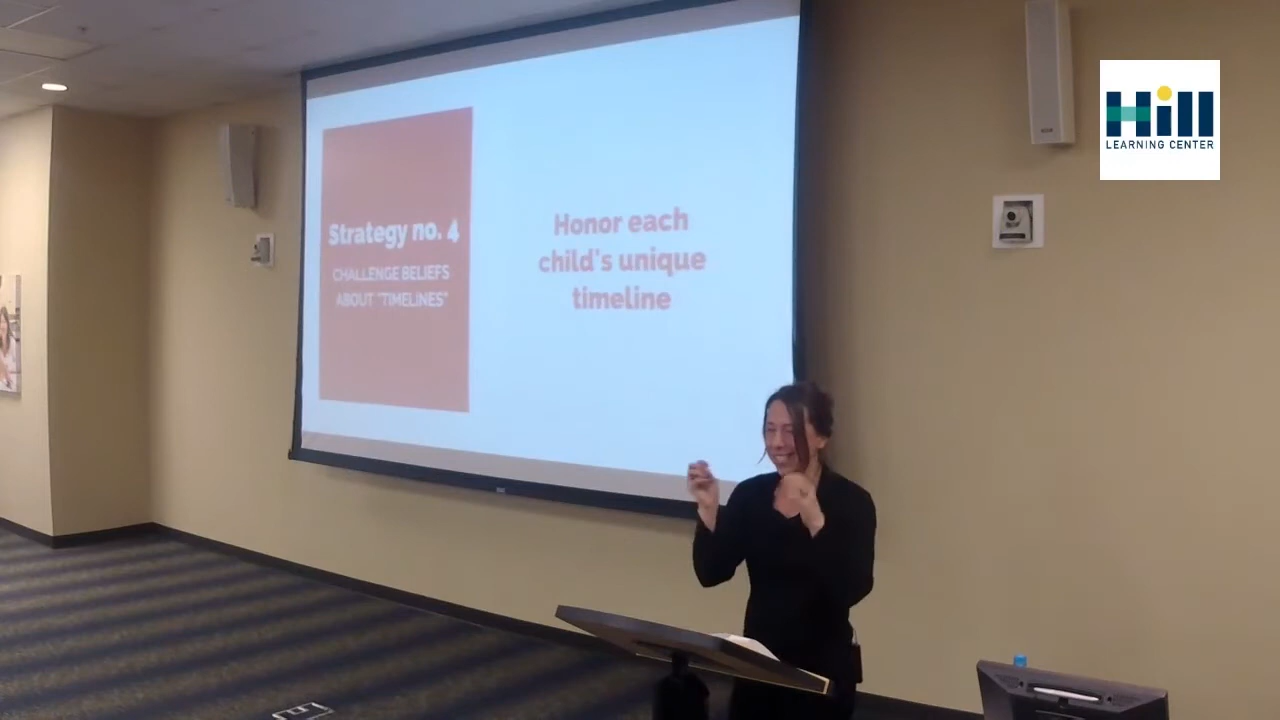 Strategy no. 4
CHALLENGE BELIEFS
ABOUT "TIMELINES"
Honor each
child's unique
timeline
Hill
LEARNING CENTER